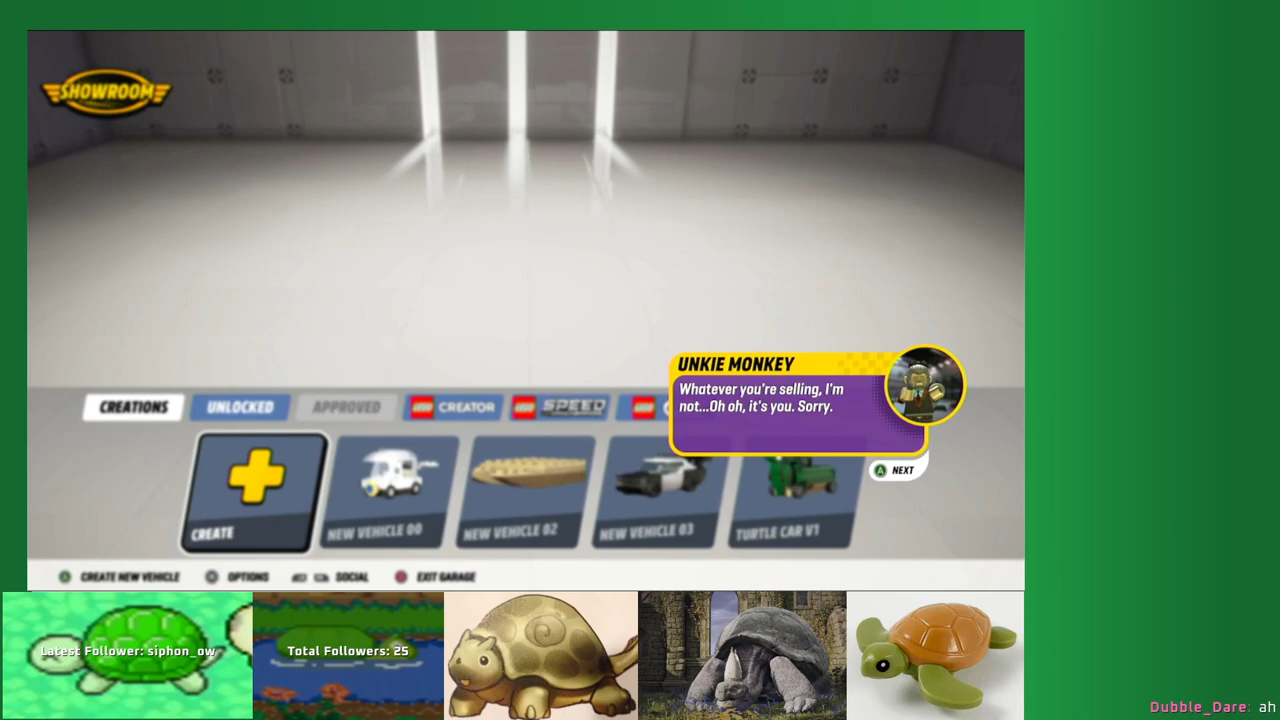 SHOWROOM
UNKIE MONKEY
Whatever you're selling, I'm
not...Oh oh, it's you. Sorry.
NEXT
CREATIONS
UNLOCKED
APPROVED
LEGO CREATOR
LEGO SPEED
LEGO
CREATE
NEW VEHICLE 00
NEW VEHICLE 02
NEW VEHICLE 03
TURTLE CAR V1
CREATE NEW VEHICLE
OPTIONS
SOCIAL
EXIT GARAGE
Latest Follower: siphon_ow
Total Followers: 25
Dubble_Dare: ah